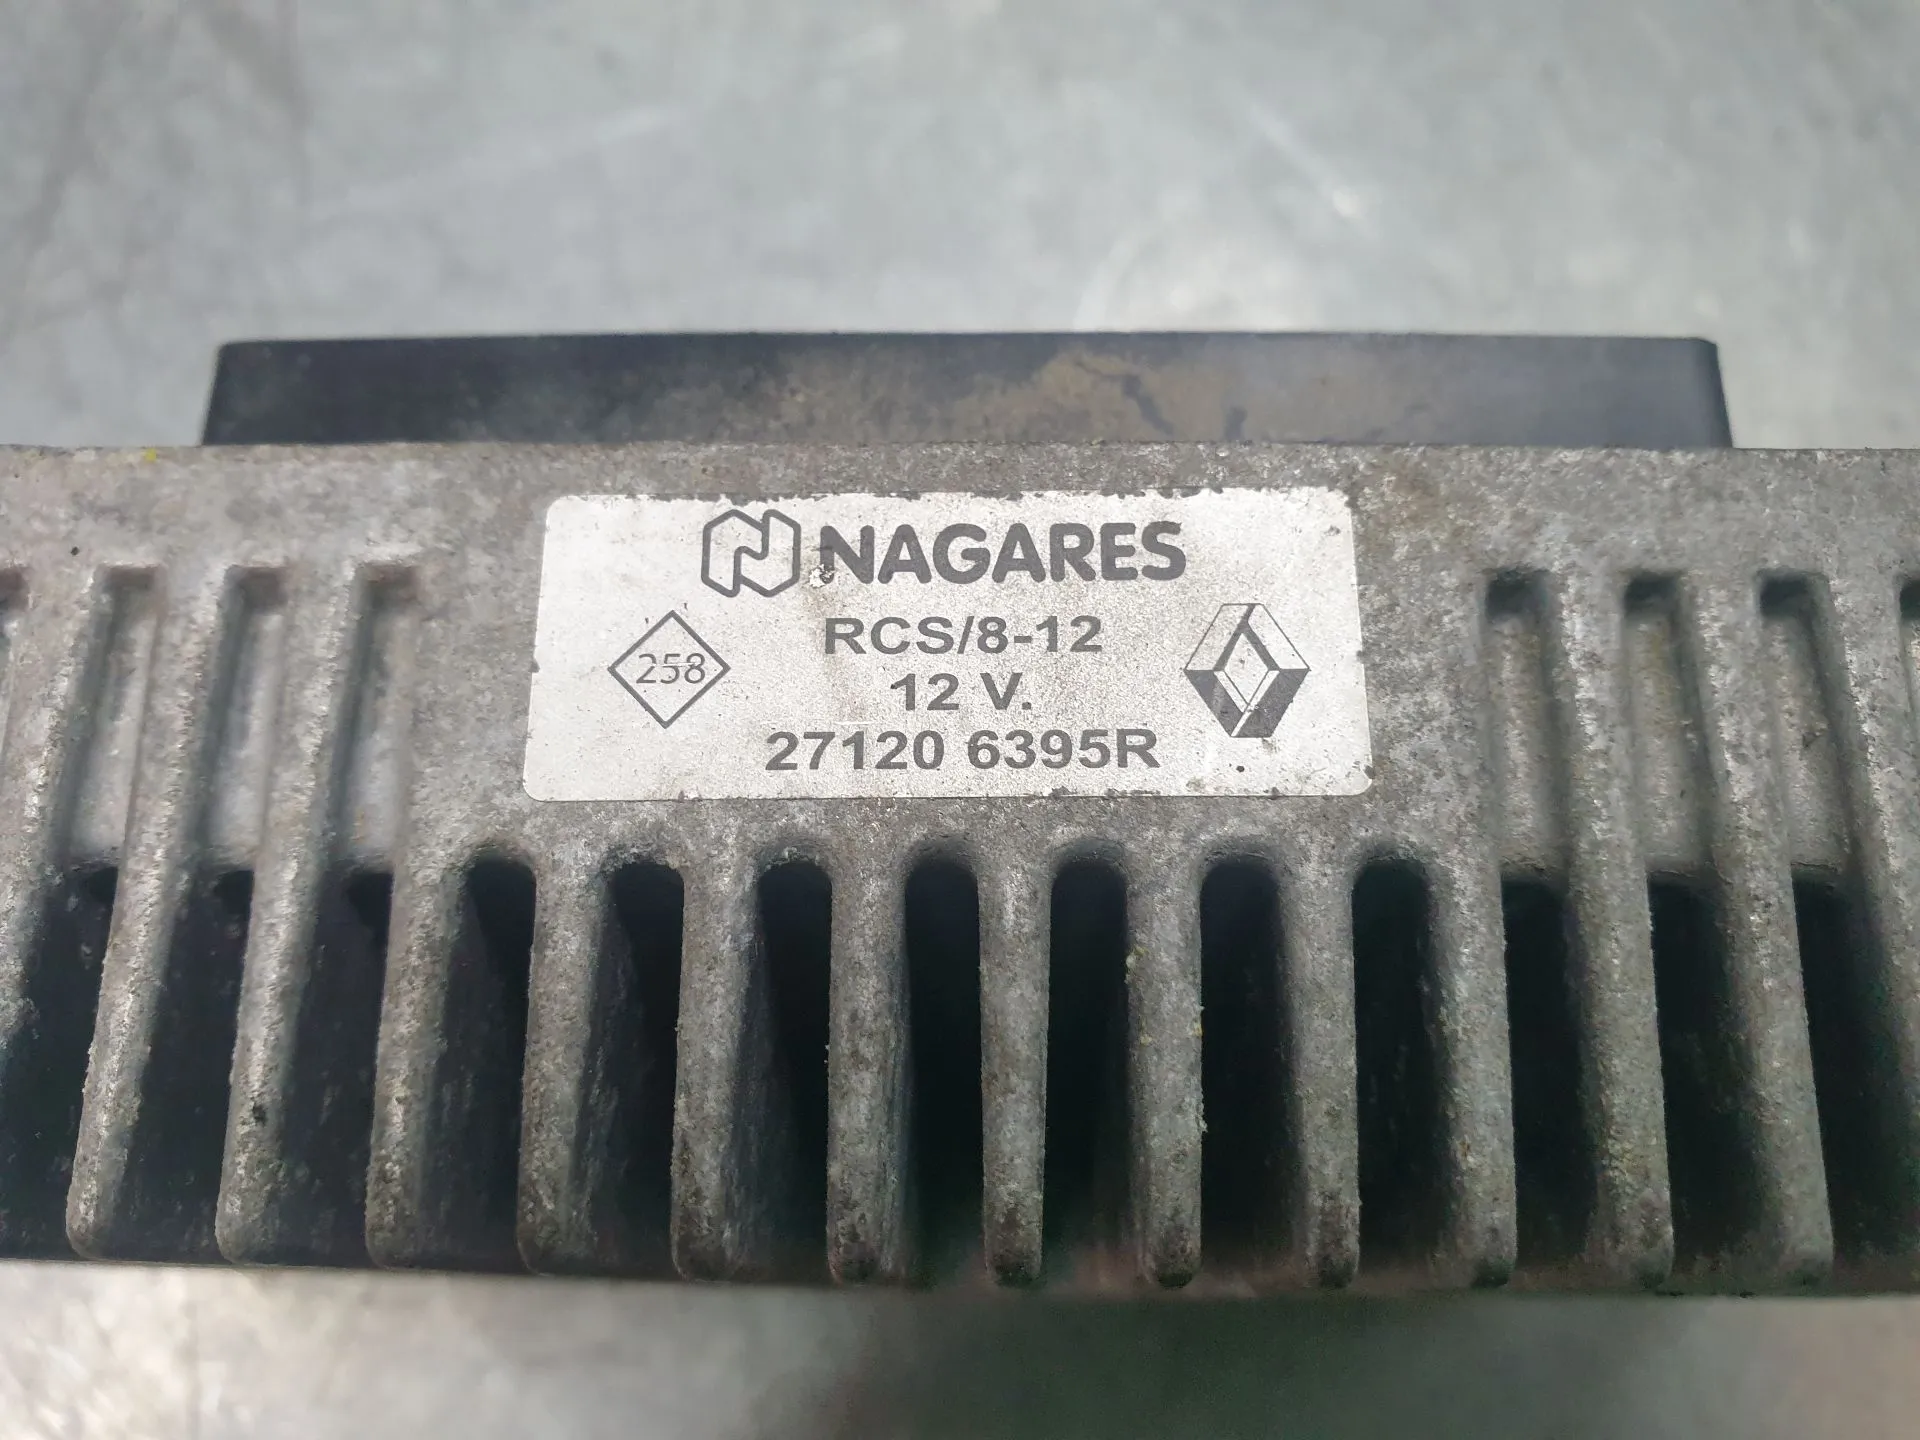 NAGARES
RCS/8-12
258
12 V.
27120 6395R